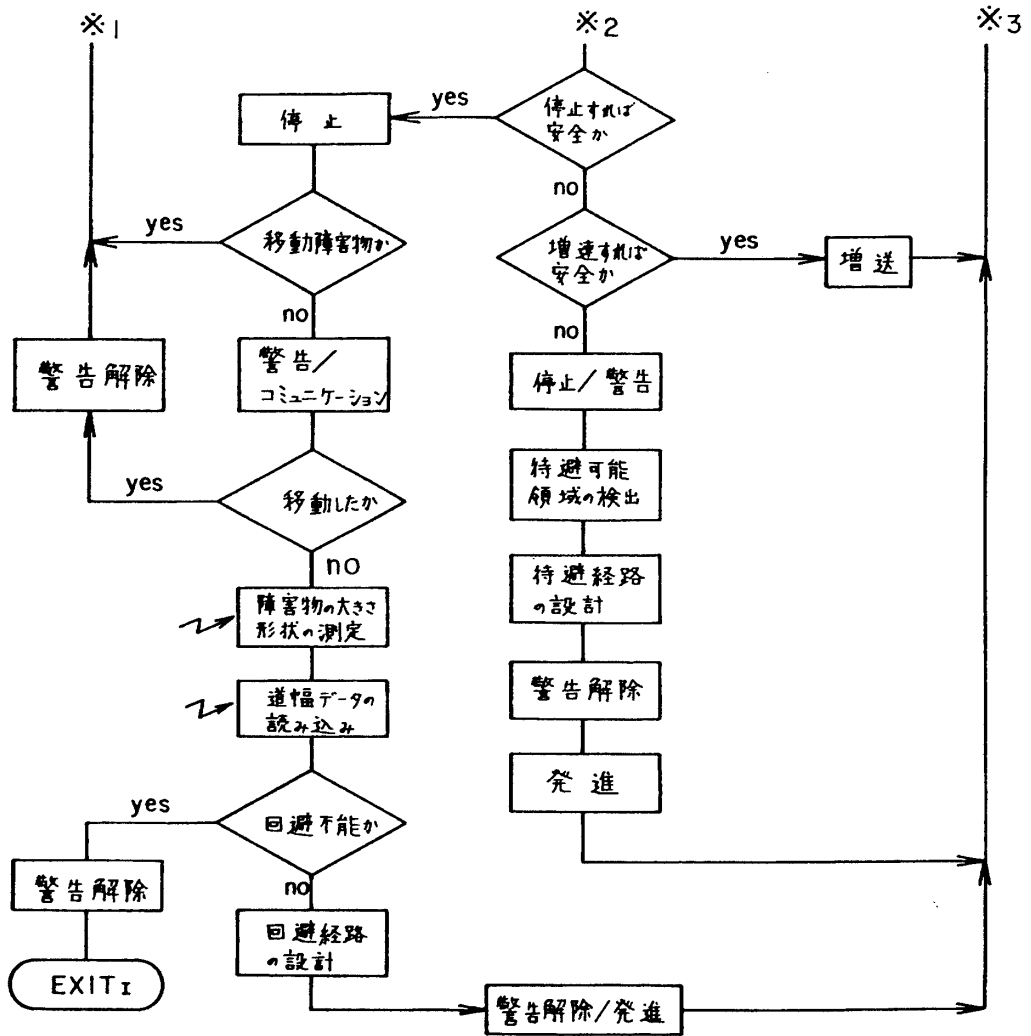 ※1
※2
※3
停止すれば
安全か
yes
停止
no
移動障害物か
yes
増速すれば
安全か
yes
増送
no
no
警告/
コミュニケーション
警告解除
停止/警告
移動したか
yes
待避可能
領域の検出
no
待避経路
の設計
障害物の大きさ
形状の測定
警告解除
道幅データの
読み込み
発進
yes
回避不能か
警告解除
no
回避経路
の設計
EXIT I
警告解除/発進